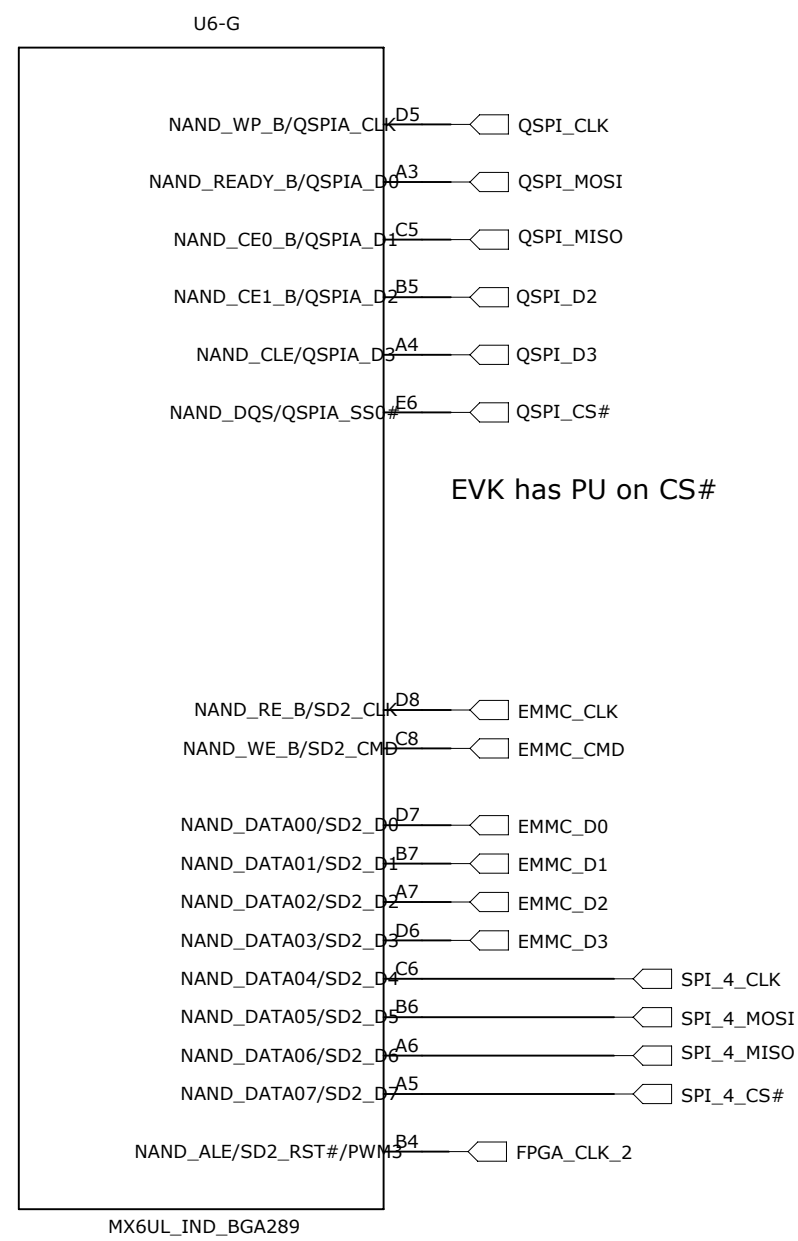 U6-G
NAND_WP_B/QSPIA_CLK D5 QSPI_CLK
NAND_READY_B/QSPIA_D0 A3 QSPI_MOSI
NAND_CE0_B/QSPIA_D1 C5 QSPI_MISO
NAND_CE1_B/QSPIA_D2 B5 QSPI_D2
NAND_CLE/QSPIA_D3 A4 QSPI_D3
NAND_DQS/QSPIA_SS0# E6 QSPI_CS#
EVK has PU on CS#
NAND_RE_B/SD2_CLK D8 EMMC_CLK
NAND_WE_B/SD2_CMD C8 EMMC_CMD
NAND_DATA00/SD2_D0 D7 EMMC_D0
NAND_DATA01/SD2_D1 B7 EMMC_D1
NAND_DATA02/SD2_D2 A7 EMMC_D2
NAND_DATA03/SD2_D3 D6 EMMC_D3
NAND_DATA04/SD2_D4 C6 SPI_4_CLK
NAND_DATA05/SD2_D5 B6 SPI_4_MOSI
NAND_DATA06/SD2_D6 A6 SPI_4_MISO
NAND_DATA07/SD2_D7 A5 SPI_4_CS#
NAND_ALE/SD2_RST#/PWM3 B4 FPGA_CLK_2
MX6UL_IND_BGA289